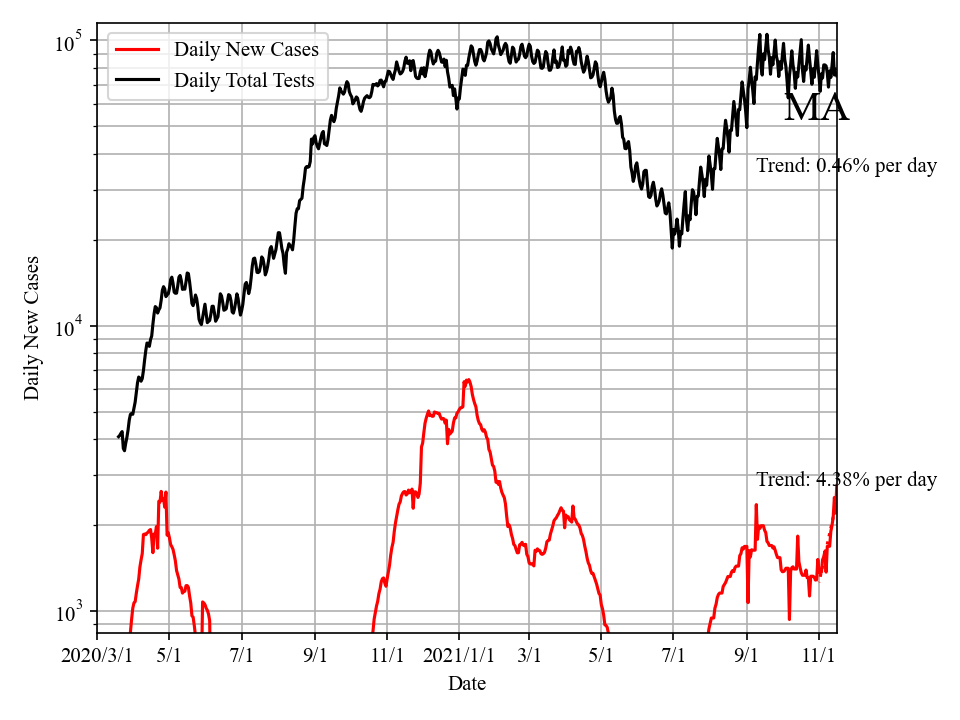 Daily New Cases
Daily Total Tests
MA
Trend: 0.46% per day
Trend: 4.38% per day
10^5
10^4
10^3
Daily New Cases
2020/3/1 5/1 7/1 9/1 11/1 2021/1/1 3/1 5/1 7/1 9/1 11/1
Date